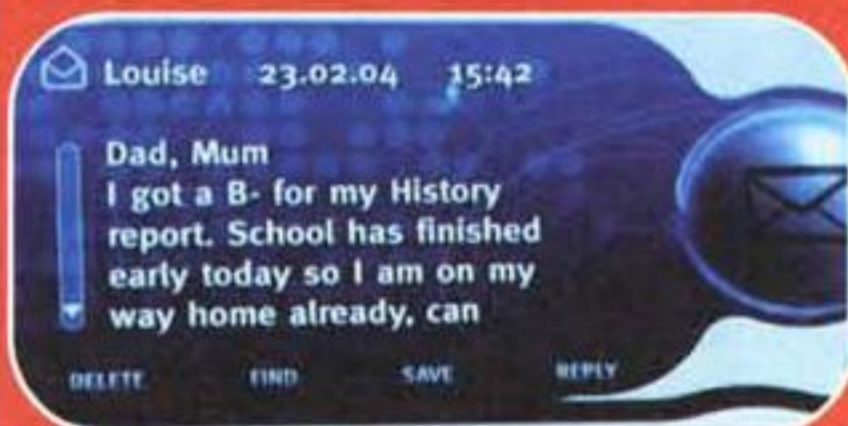 Louise 23.02.04 15:42
Dad, Mum
I got a B- for my History
report. School has finished
early today so I am on my
way home already, can
DELETE FIND SAVE REPLY